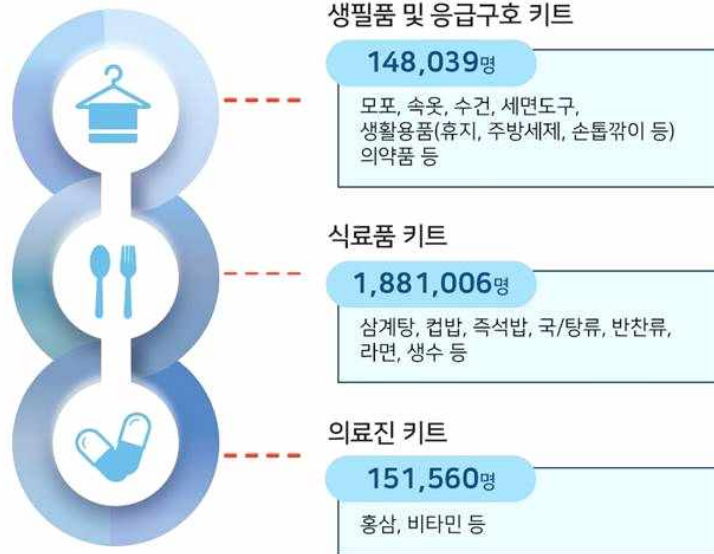 생필품 및 응급구호 키트
148,039명
모포, 속옷, 수건, 세면도구,
생활용품(휴지, 주방세제, 손톱깎이 등)
의약품 등
식료품 키트
1,881,006명
삼계탕, 컵밥, 즉석밥, 국/탕류, 반찬류,
라면, 생수 등
의료진 키트
151,560명
홍삼, 비타민 등